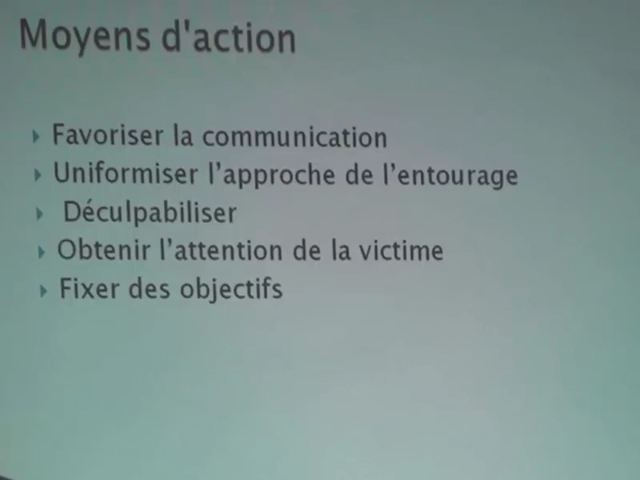 Moyens d'action
Favoriser la communication
Uniformiser l’approche de l’entourage
Déculpabiliser
Obtenir l’attention de la victime
Fixer des objectifs